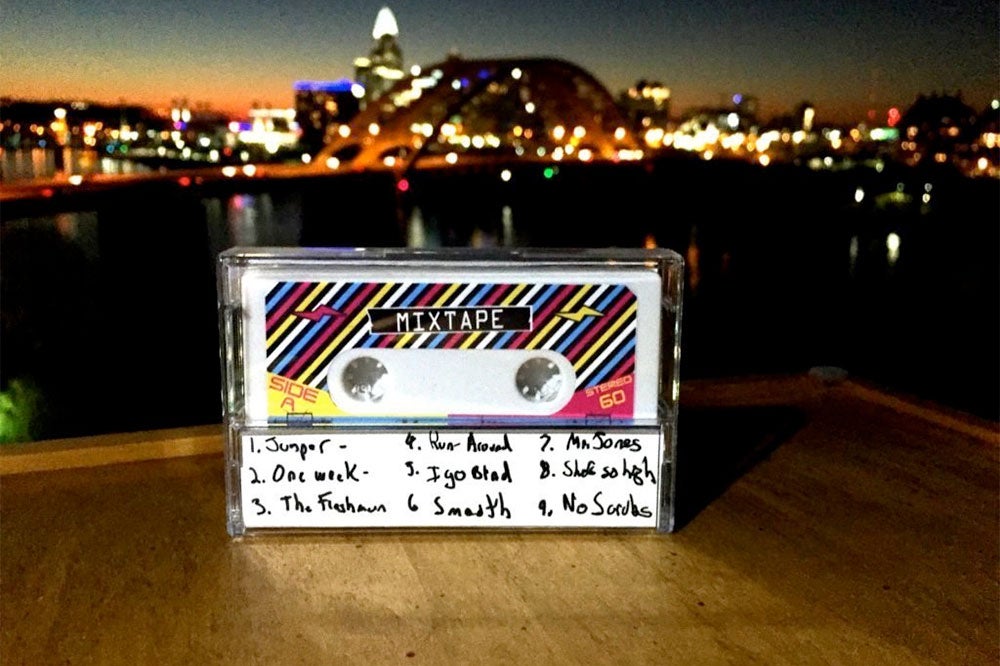 MIXTAPE
SIDE
A
STEREO
60
1. Jumper -
2. One week -
3. The Freshmen
4. Run-Around
5. I go Blind
6 Smooth
7. Mr. Jones
8. She's so high
9. No Scrubs